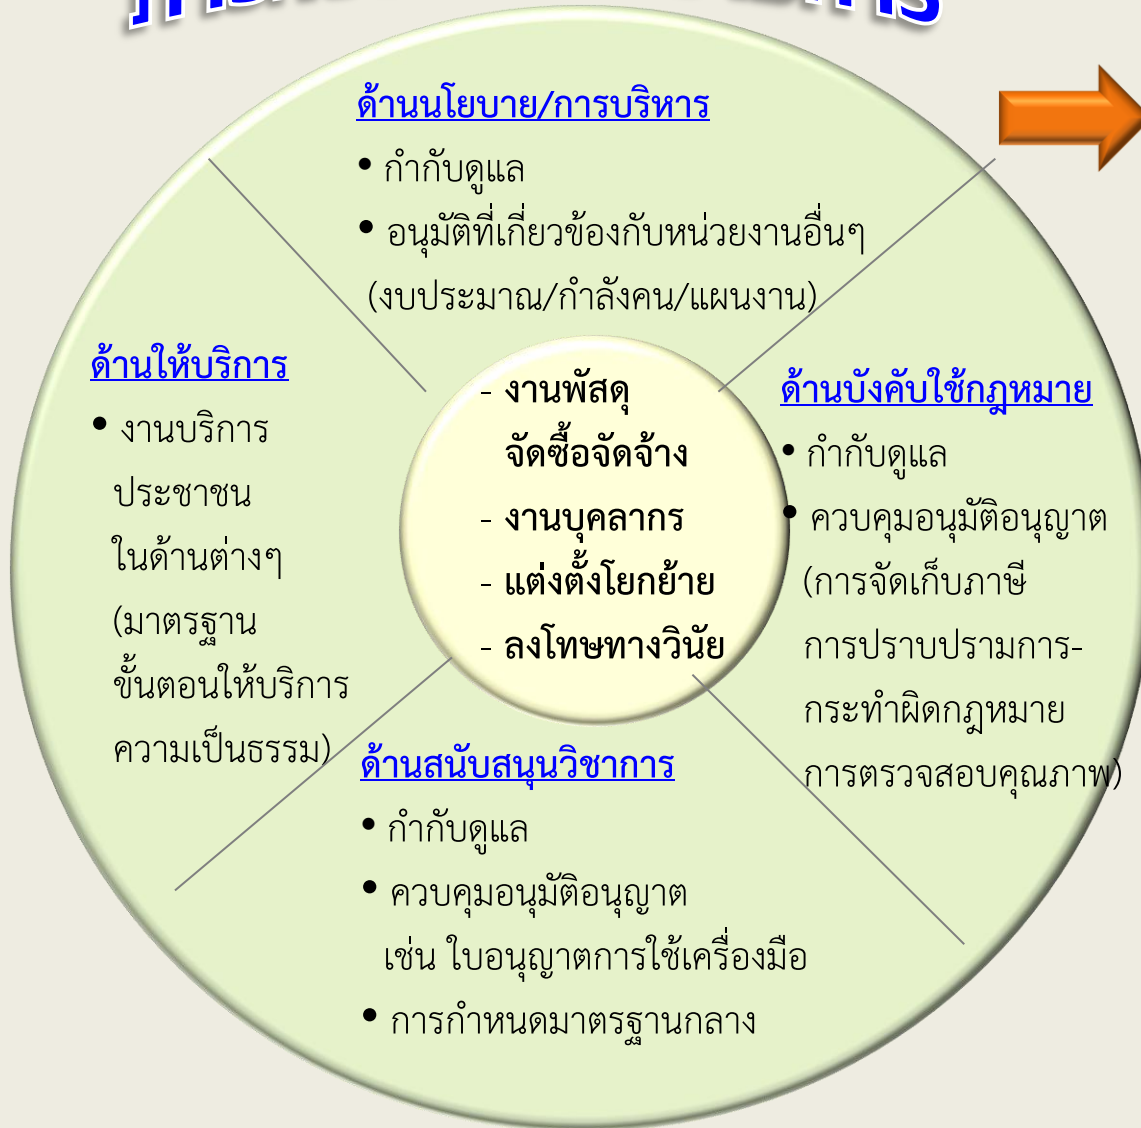 ด้านนโยบาย/การบริหาร
• กำกับดูแล
• อนุมัติที่เกี่ยวข้องกับหน่วยงานอื่นๆ
(งบประมาณ/กำลังคน/แผนงาน)
ด้านให้บริการ
• งานบริการ
ประชาชน
ในด้านต่างๆ
(มาตรฐาน
ขั้นตอนให้บริการ
ความเป็นธรรม)
- งานพัสดุ
จัดซื้อจัดจ้าง
- งานบุคลากร
- แต่งตั้งโยกย้าย
- ลงโทษทางวินัย
ด้านบังคับใช้กฎหมาย
• กำกับดูแล
• ควบคุมอนุมัติอนุญาต
(การจัดเก็บภาษี
การปราบปรามการ-
กระทำผิดกฎหมาย
การตรวจสอบคุณภาพ)
ด้านสนับสนุนวิชาการ
• กำกับดูแล
• ควบคุมอนุมัติอนุญาต
เช่น ใบอนุญาตการใช้เครื่องมือ
• การกำหนดมาตรฐานกลาง